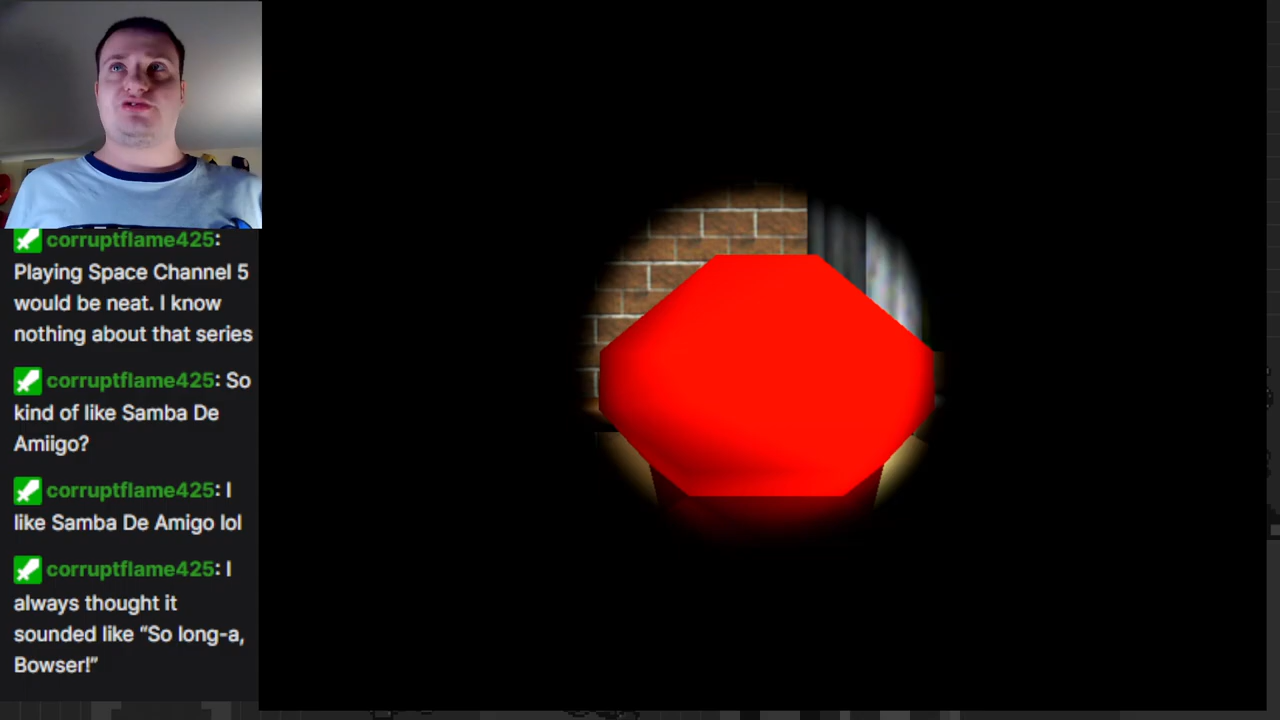 corruptflame425:
Playing Space Channel 5
would be neat. I know
nothing about that series
corruptflame425: So
kind of like Samba De
Amiigo?
corruptflame425: I
like Samba De Amigo lol
corruptflame425: I
always thought it
sounded like “So long-a,
Bowser!”